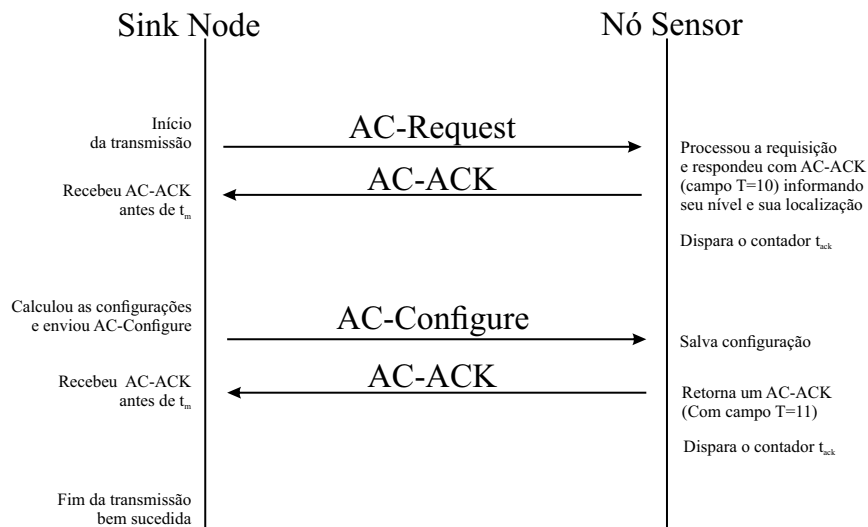 Sink Node
Nó Sensor
Início
da transmissão
AC-Request
Processou a requisição
e respondeu com AC-ACK
(campo T=10) informando
seu nível e sua localização
Recebeu AC-ACK
antes de tm
AC-ACK
Dispara o contador tack
Calculou as configurações
e enviou AC-Configure
AC-Configure
Salva configuração
Recebeu AC-ACK
antes de tm
AC-ACK
Retorna um AC-ACK
(Com campo T=11)
Dispara o contador tack
Fim da transmissão
bem sucedida